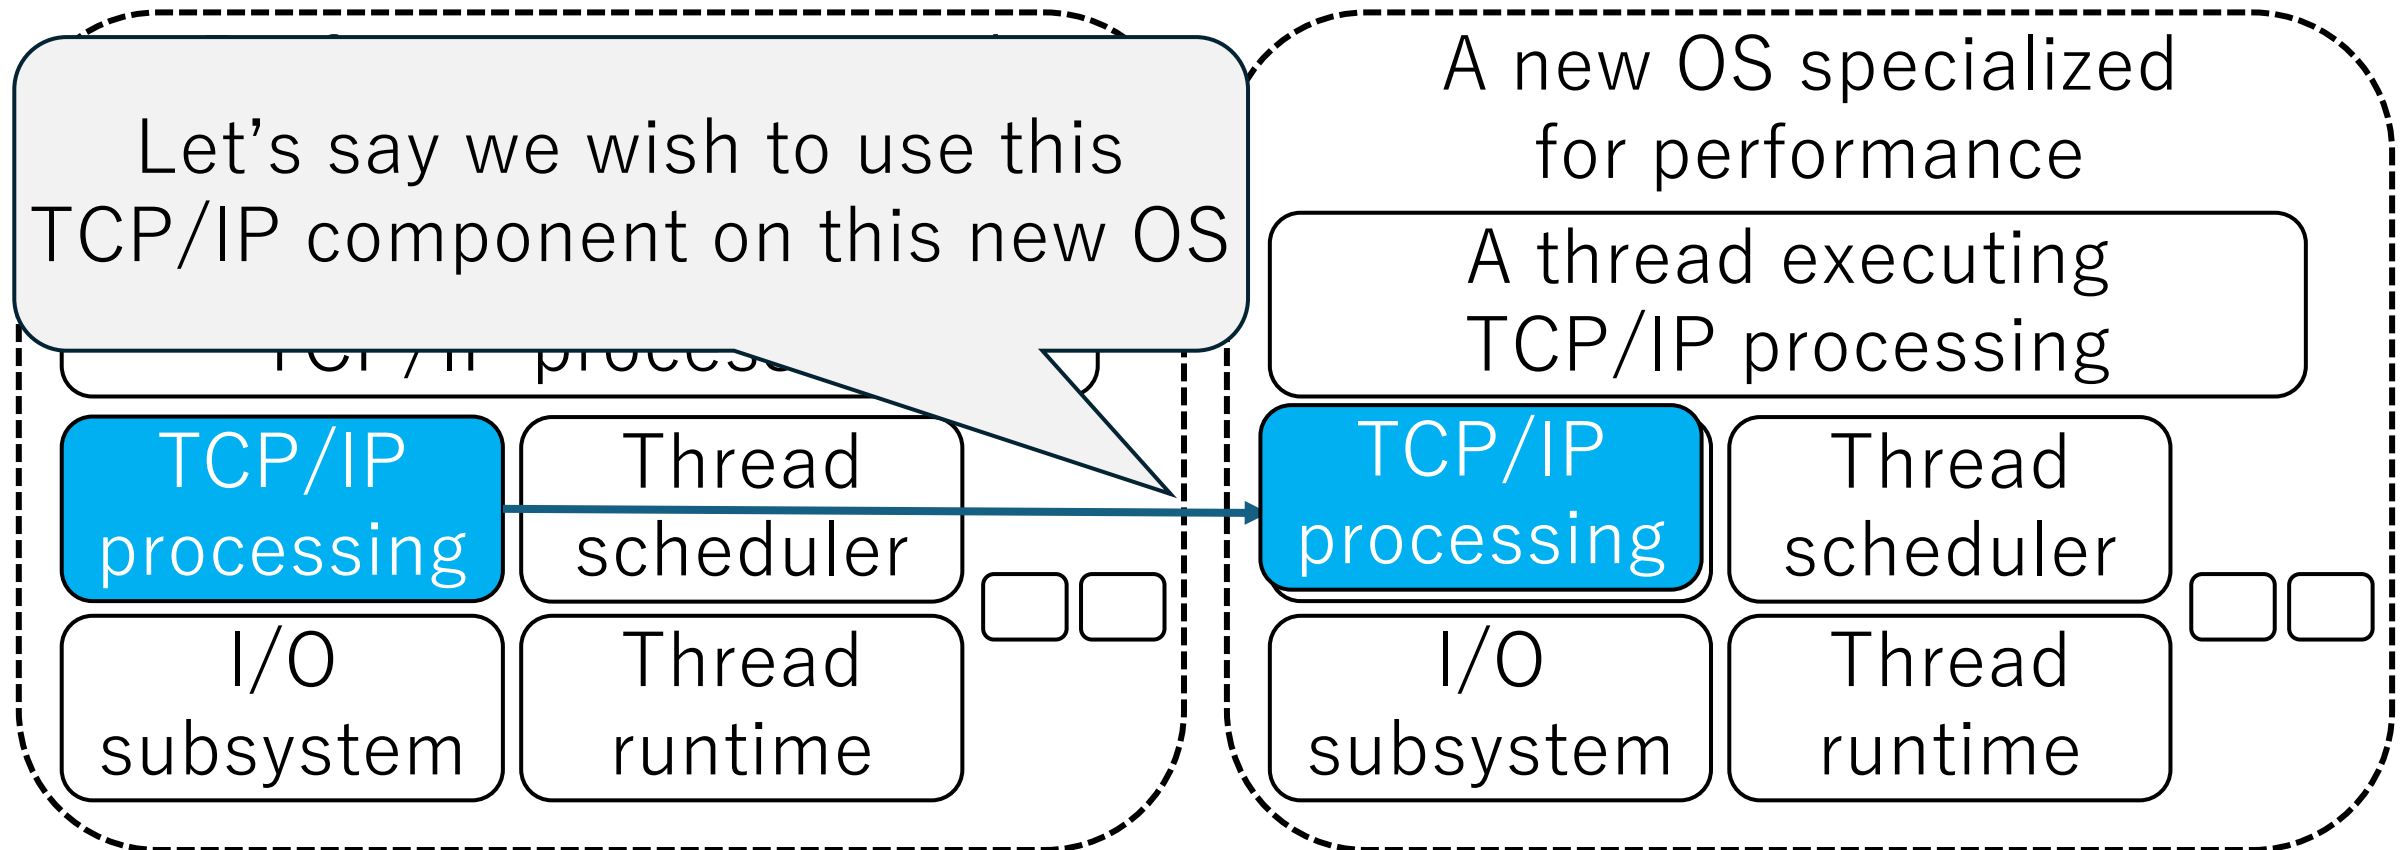 Let's say we wish to use this
TCP/IP component on this new OS
TCP/IP
processing
Thread
scheduler
I/O
subsystem
Thread
runtime
A new OS specialized
for performance
A thread executing
TCP/IP processing
TCP/IP
processing
Thread
scheduler
I/O
subsystem
Thread
runtime